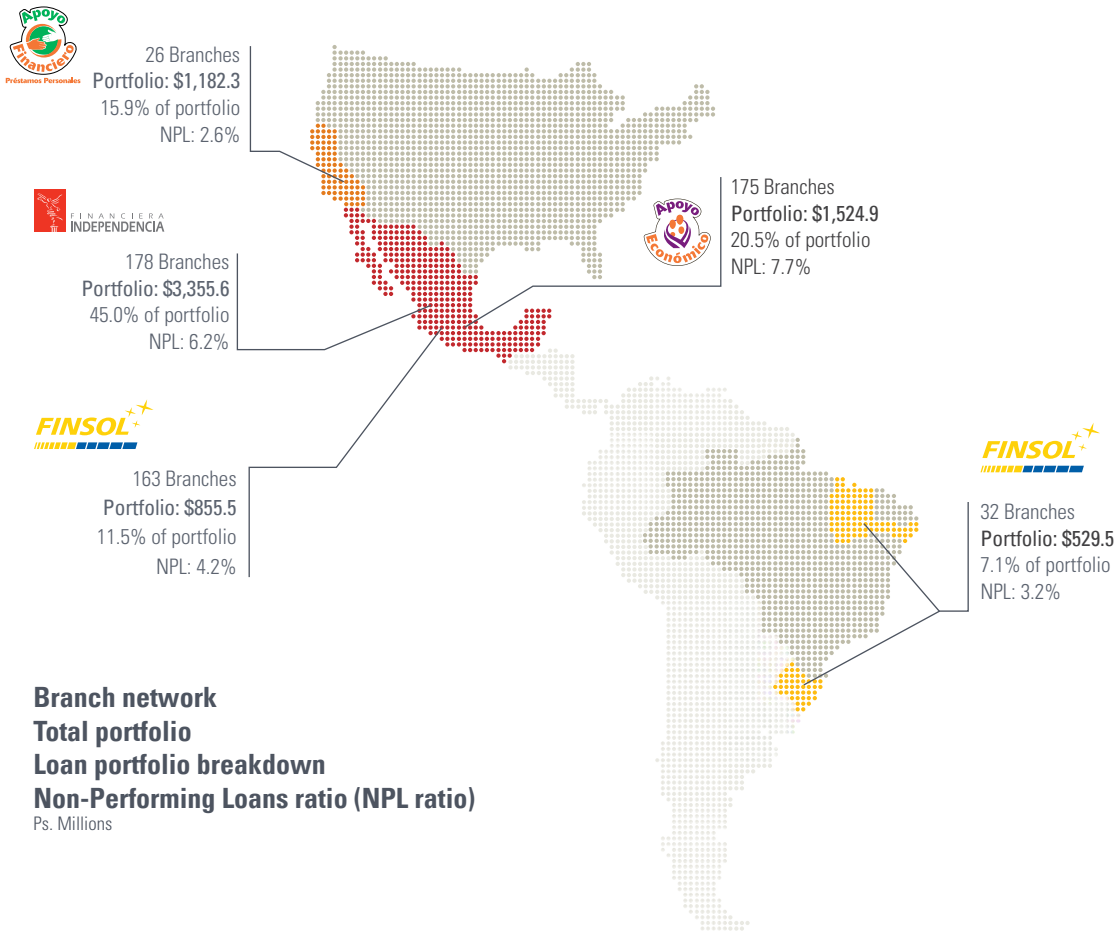 Apoyo
Financiero
Préstamos Personales
26 Branches
Portfolio: $1,182.3
15.9% of portfolio
NPL: 2.6%
FINANCIERA
INDEPENDENCIA
178 Branches
Portfolio: $3,355.6
45.0% of portfolio
NPL: 6.2%
Apoyo
Económico
175 Branches
Portfolio: $1,524.9
20.5% of portfolio
NPL: 7.7%
FINSOL
163 Branches
Portfolio: $855.5
11.5% of portfolio
NPL: 4.2%
FINSOL
32 Branches
Portfolio: $529.5
7.1% of portfolio
NPL: 3.2%
Branch network
Total portfolio
Loan portfolio breakdown
Non-Performing Loans ratio (NPL ratio)
Ps. Millions